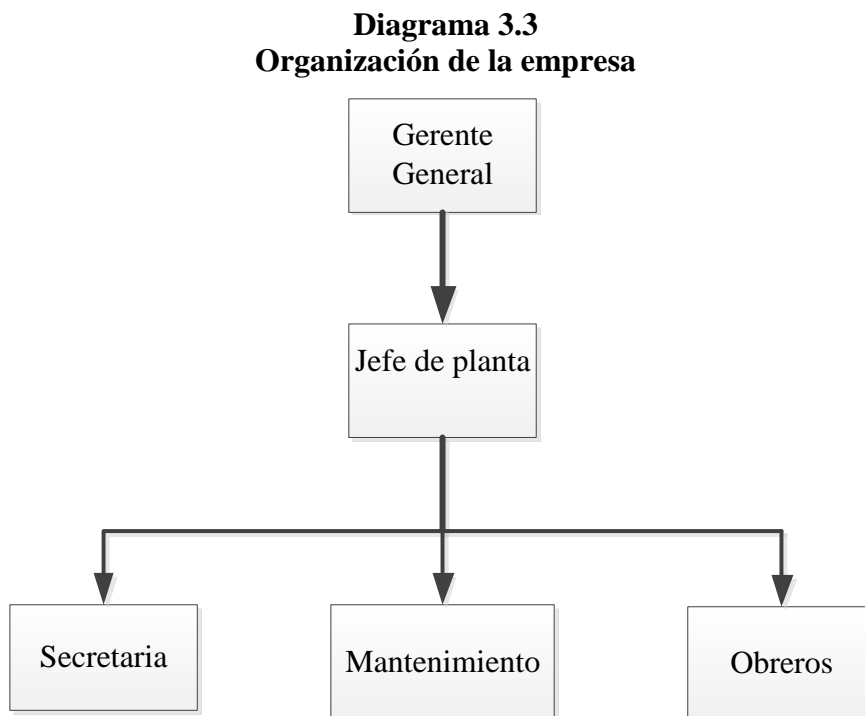 Diagrama 3.3
Organización de la empresa
Gerente
General
Jefe de planta
Secretaria
Mantenimiento
Obreros